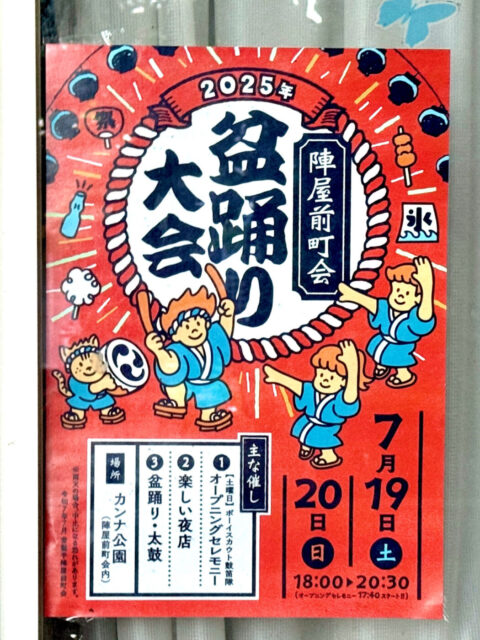 2025年
陣屋前町会
盆踊り
大会
祭
氷
7月19日 土
20日 日
18:00▶20:30
(オープニングセレモニー 17:40スタート!!)
主な催し
1 オープニングセレモニー
[土曜日]ボーイスカウト鼓笛隊
2 楽しい夜店
3 盆踊り・太鼓
場所 カンナ公園
(陣屋前町会内)